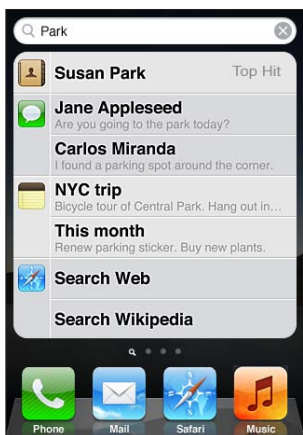 Park
Susan Park Top Hit
Jane Appleseed
Are you going to the park today?
Carlos Miranda
I found a parking spot around the corner.
NYC trip
Bicycle tour of Central Park. Hang out in…
This month
Renew parking sticker. Buy new plants.
Search Web
Search Wikipedia
Phone Mail Safari Music